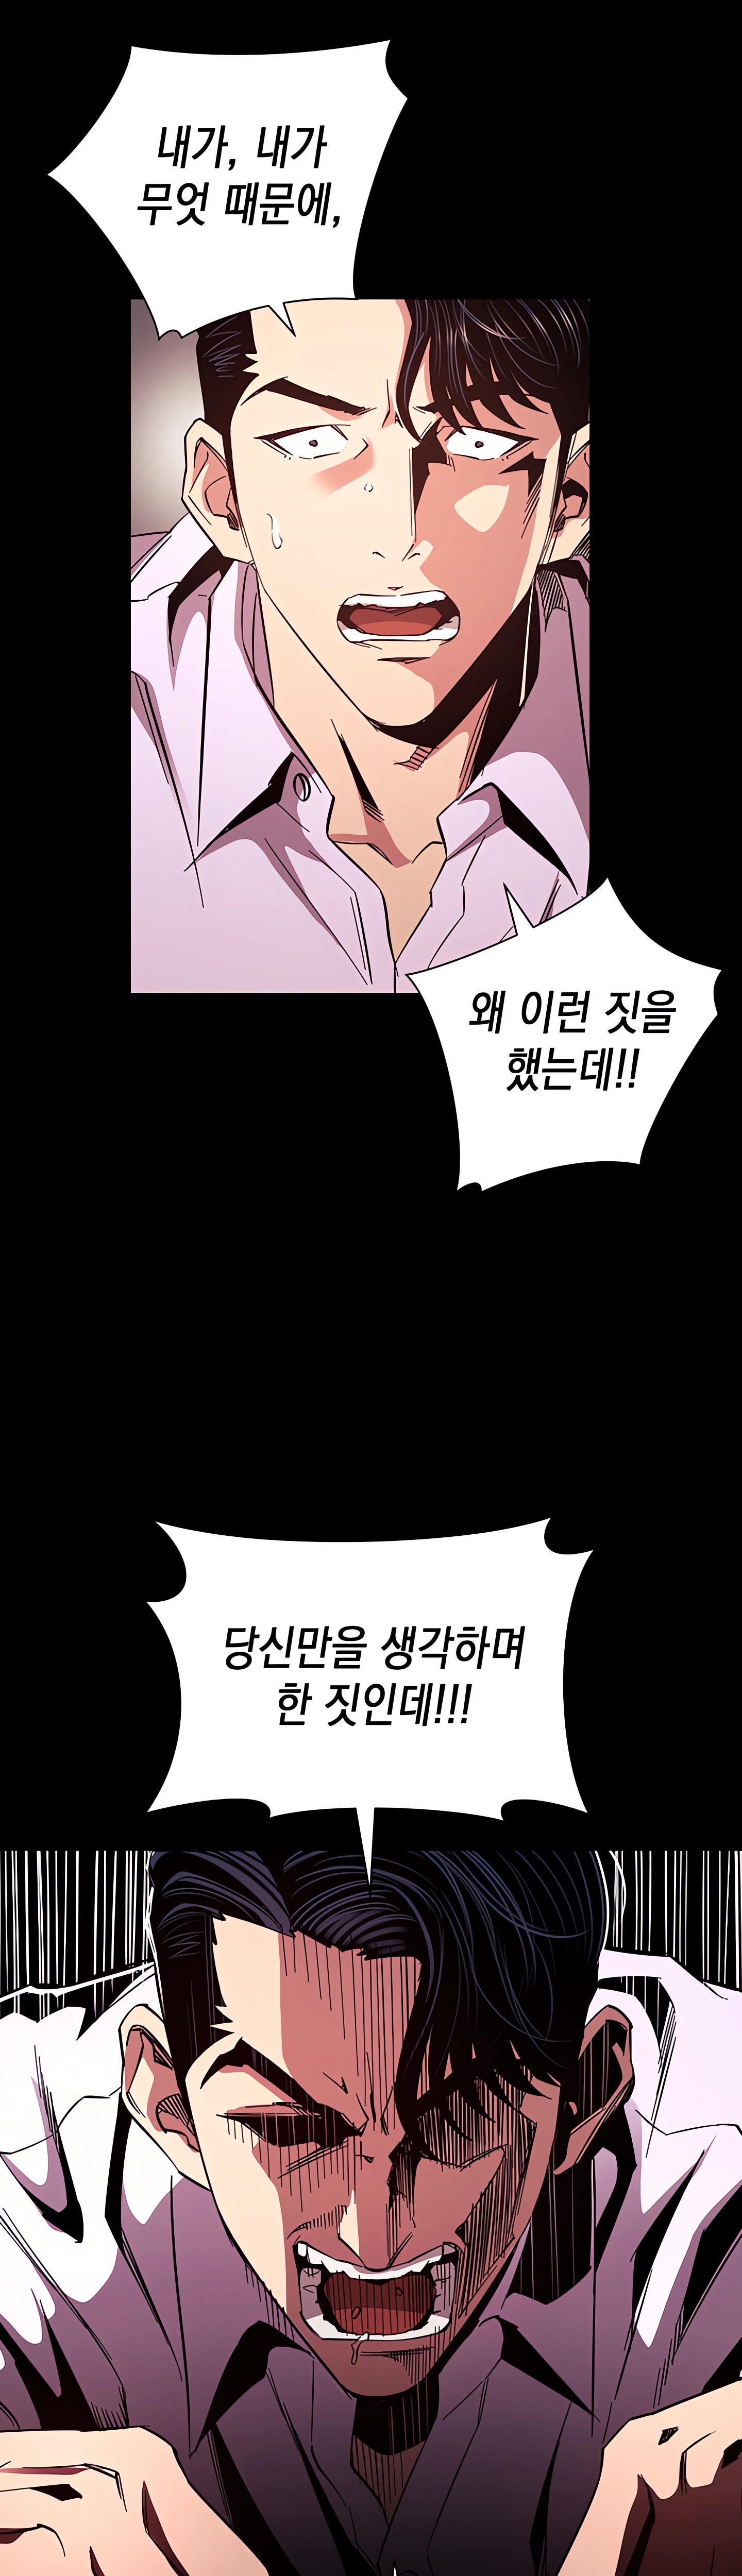 내가, 내가
무엇 때문에,
왜 이런 짓을
했는데!!
당신만을 생각하며
한 짓인데!!!